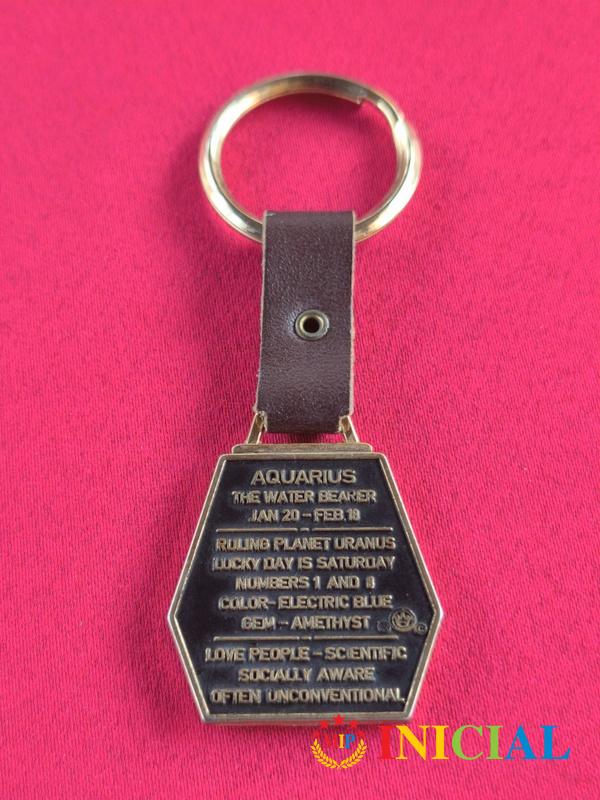 AQUARIUS
THE WATER BEARER
JAN 20 - FEB 18
RULING PLANET URANUS
LUCKY DAY IS SATURDAY
NUMBERS 1 AND 8
COLOR - ELECTRIC BLUE
GEM - AMETHYST
LOVE PEOPLE - SCIENTIFIC
SOCIALLY AWARE
OFTEN UNCONVENTIONAL
VIP INICIAL